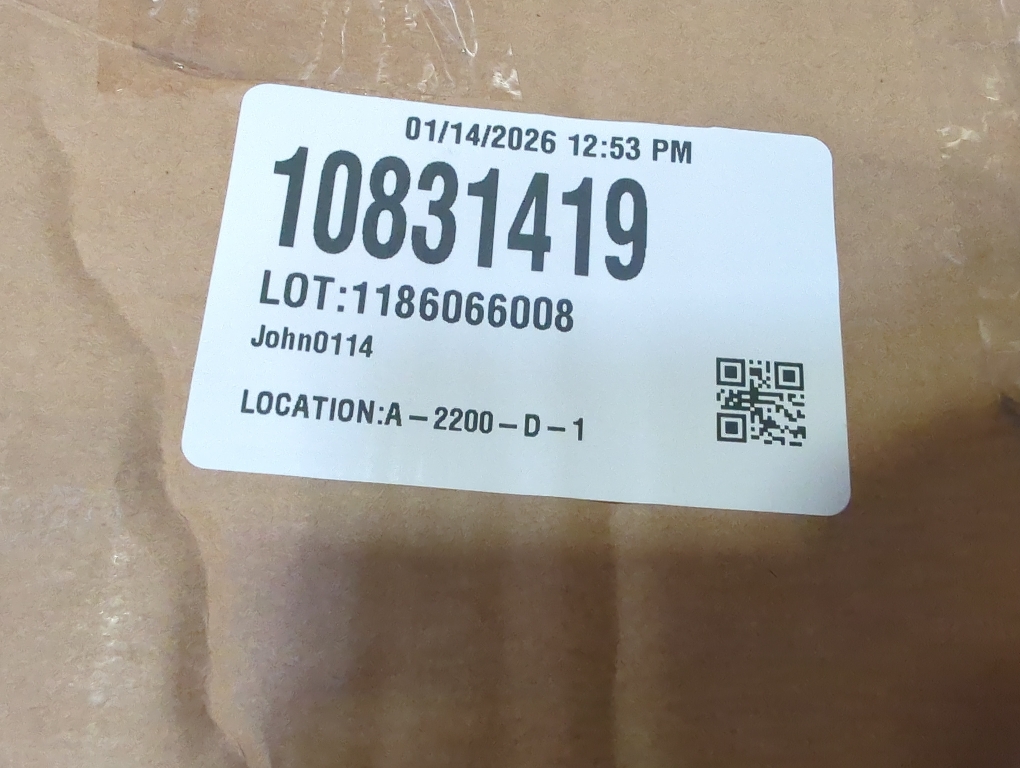 01/14/2026 12:53 PM
10831419
LOT:1186066008
John0114
LOCATION:A-2200-D-1